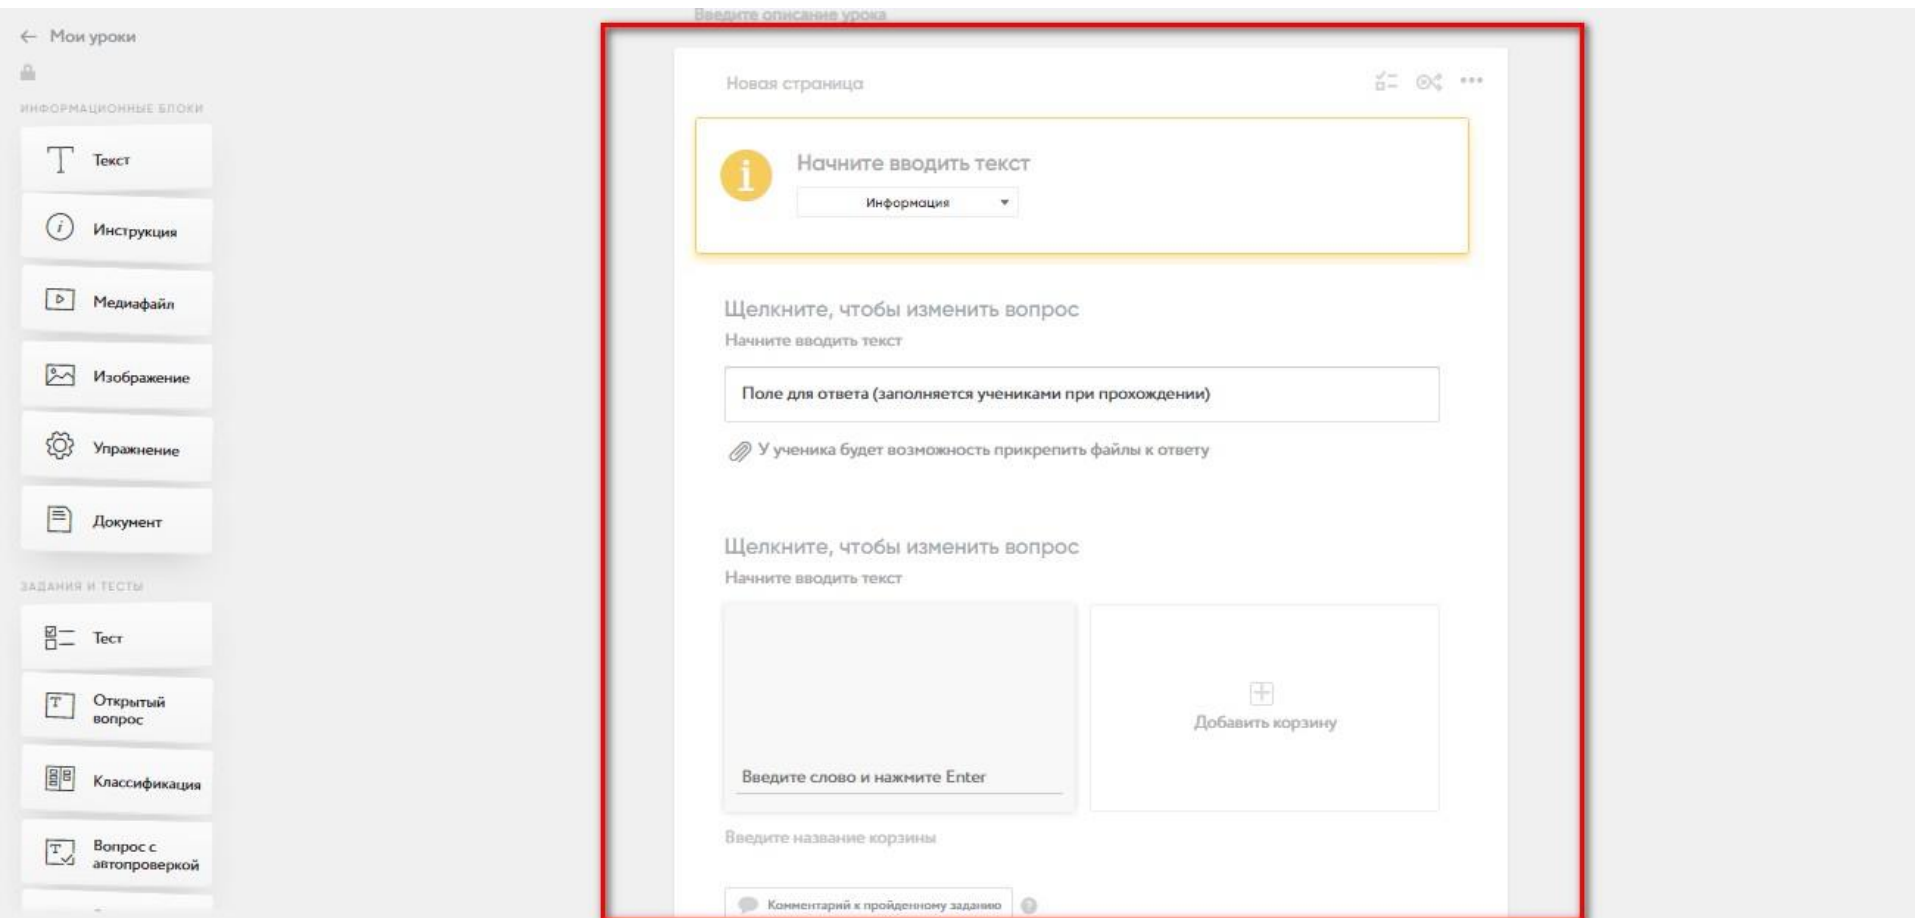 Введите описание урока
Мои уроки
ИНФОРМАЦИОННЫЕ БЛОКИ
Текст
Инструкция
Медиафайл
Изображение
Упражнение
Документ
ЗАДАНИЯ И ТЕСТЫ
Тест
Открытый
вопрос
Классификация
Вопрос с
автопроверкой
Новая страница
Начните вводить текст
Информация
Щелкните, чтобы изменить вопрос
Начните вводить текст
Поле для ответа (заполняется учениками при прохождении)
У ученика будет возможность прикрепить файлы к ответу
Щелкните, чтобы изменить вопрос
Начните вводить текст
Введите слово и нажмите Enter
Добавить корзину
Введите название корзины
Комментарий к пройденному заданию